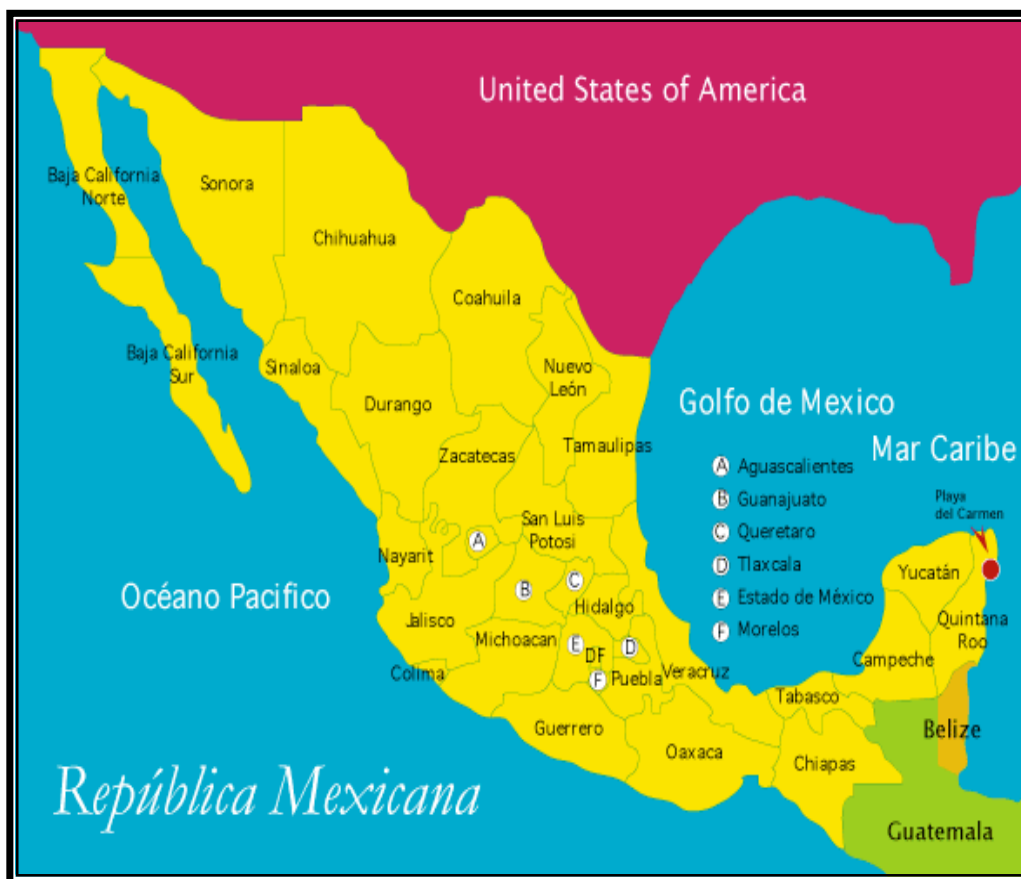 United States of America
Baja California
Norte
Sonora
Chihuahua
Coahuila
Baja California
Sur
Sinaloa
Nuevo
León
Durango
Golfo de Mexico
Zacatecas
Tamaulipas
Mar Caribe
A Aguascalientes
B Guanajuato
C Queretaro
D Tlaxcala
E Estado de México
F Morelos
Playa
del Carmen
San Luis
Potosi
A
Nayarit
B
C
Yucatán
Océano Pacifico
Hidalgo
Jalisco
Quintana
Roo
Michoacan
E
D
DF
Campeche
Colima
F
Puebla
Veracruz
Tabasco
Guerrero
Oaxaca
Chiapas
Belize
República Mexicana
Guatemala